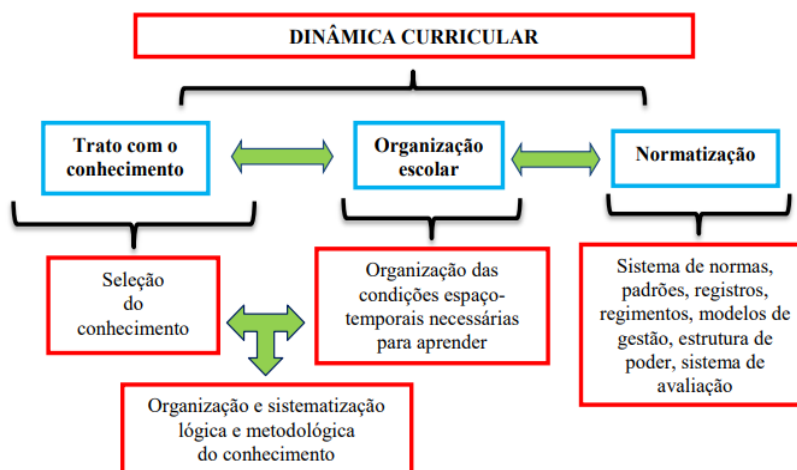 DINÂMICA CURRICULAR
Trato com o
conhecimento
Organização
escolar
Normatização
Seleção
do
conhecimento
Organização das
condições espaço-
temporais necessárias
para aprender
Sistema de normas,
padrões, registros,
regimentos, modelos de
gestão, estrutura de
poder, sistema de
avaliação
Organização e sistematização
lógica e metodológica
do conhecimento